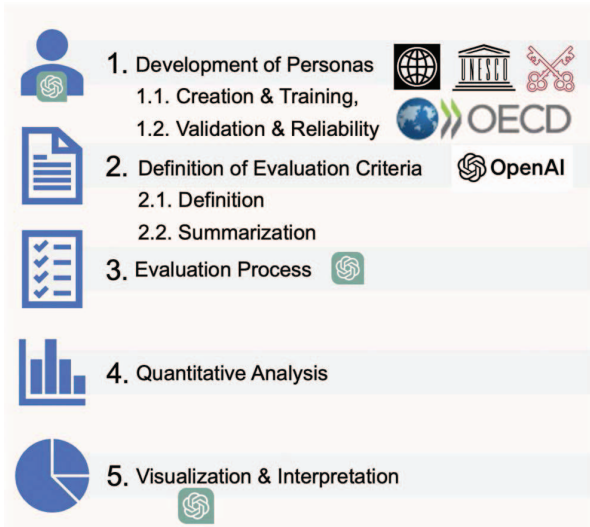 1. Development of Personas
UNESCO
1.1. Creation & Training,
1.2. Validation & Reliability
OECD
2. Definition of Evaluation Criteria
OpenAI
2.1. Definition
2.2. Summarization
3. Evaluation Process
4. Quantitative Analysis
5. Visualization & Interpretation